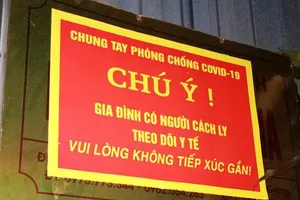 CHUNG TAY PHÒNG CHỐNG COVID-19
CHÚ Ý !
GIA ĐÌNH CÓ NGƯỜI CÁCH LY
THEO DÕI Y TẾ
VUI LÒNG KHÔNG TIẾP XÚC GẦN!